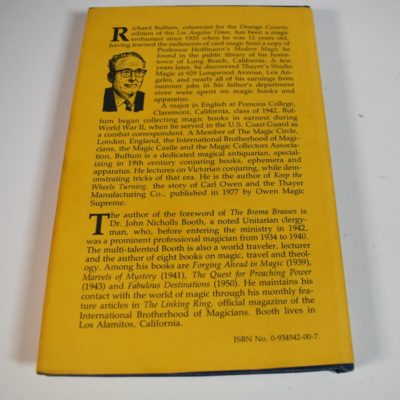 Richard Buffum, columnist for the Orange County
edition of the Los Angeles Times, has been a magic
enthusiast since 1933 when he was 12 years old,
having learned the rudiments of card magic from a copy of
Professor Hoffmann's Modern Magic he
found in the public library of his home-
town of Long Beach, California. A few
years later, he discovered Thayer's Studio
Magic at 929 Longwood Avenue, Los An-
geles, and nearly all of his earnings from
summer jobs in his father's department
store were spent on magic books and
apparatus.
A major in English at Pomona College,
Claremont, California, class of 1942, Buf-
fum began collecting magic books in earnest during
World War II, when he served in the U.S. Coast Guard as
a combat correspondent. A Member of The Magic Circle,
London, England, the International Brotherhood of Magi-
cians, the Magic Castle and the Magic Collectors Associa-
tion, Buffum is a dedicated magical antiquarian, special-
izing in 19th century conjuring books, ephemera and
apparatus. He lectures on Victorian conjuring, while dem-
onstrating tricks of that era. He is the author of Keep the
Wheels Turning, the story of Carl Owen and the Thayer
Manufacturing Co., published in 1977 by Owen Magic
Supreme.
The author of the foreword of The Brema Brasses is
Dr. John Nicholls Booth, a noted Unitarian clergy-
man, who, before entering the ministry in 1942,
was a prominent professional magician from 1934 to 1940.
The multi-talented Booth is also a world traveler, lecturer
and the author of eight books on magic, travel and theol-
ogy. Among his books are Forging Ahead in Magic (1939),
Marvels of Mystery (1941), The Quest for Preaching Power
(1943) and Fabulous Destinations (1950). He maintains his
contact with the world of magic through his monthly fea-
ture articles in The Linking Ring, official magazine of the
International Brotherhood of Magicians. Booth lives in
Los Alamitos, California.
ISBN No. 0-934542-00-7.